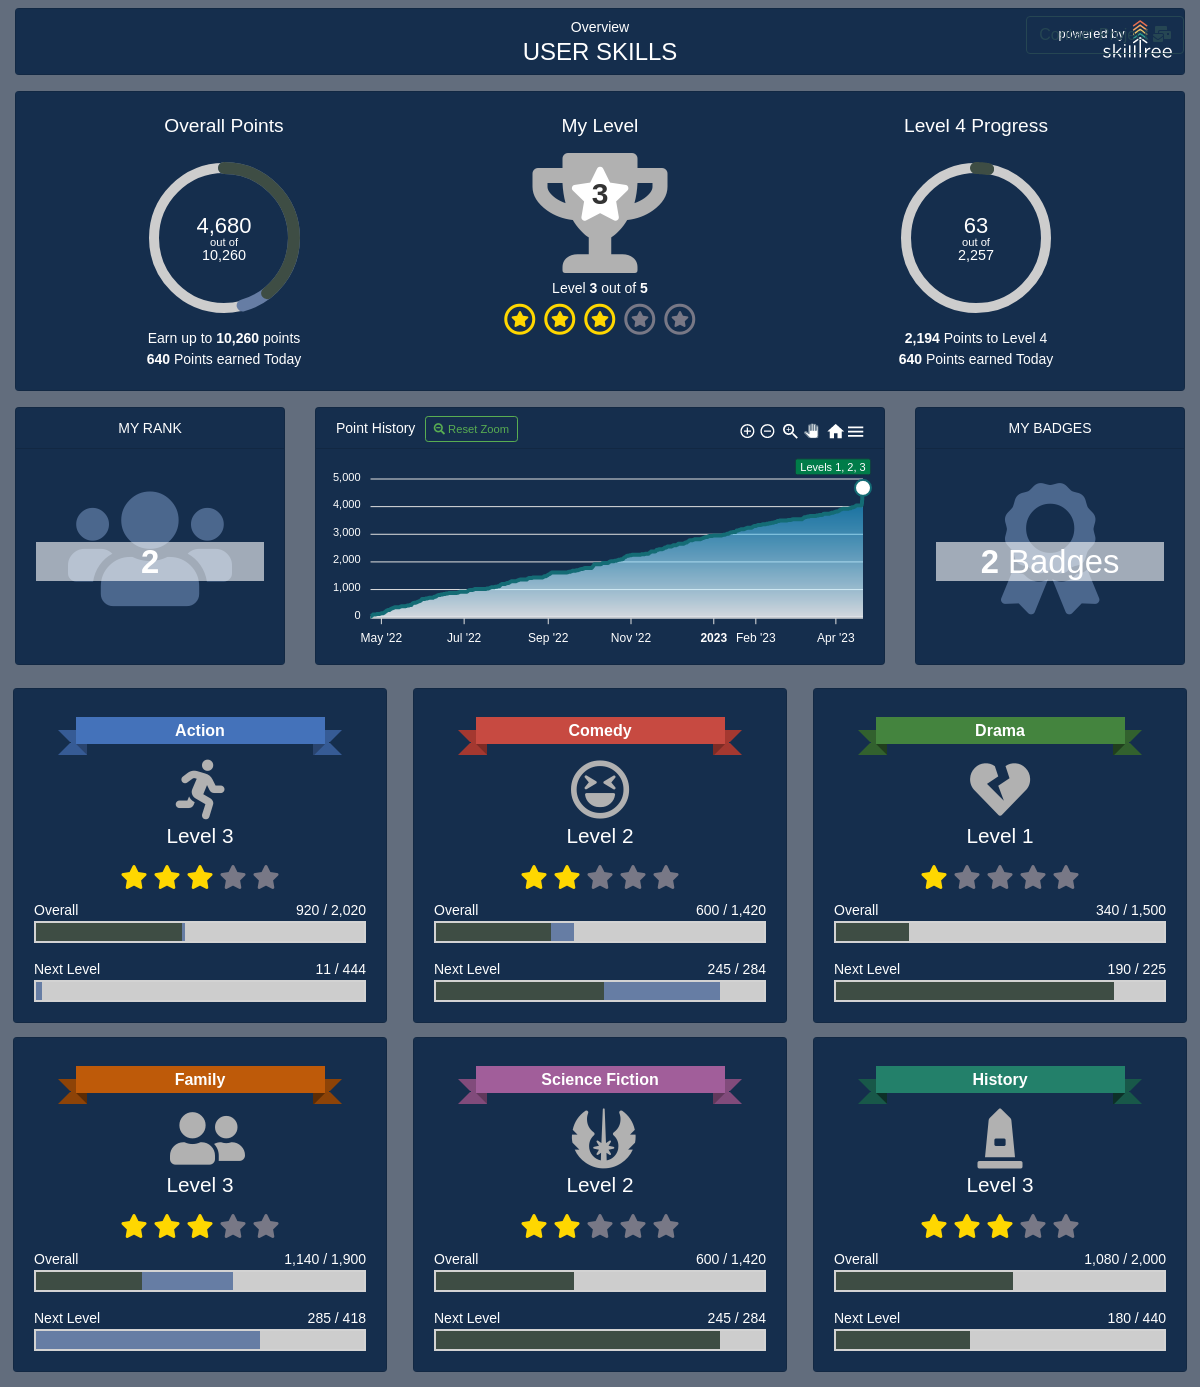 Overview
USER SKILLS
powered by
skilltree
Overall Points
4,680
out of
10,260
Earn up to 10,260 points
640 Points earned Today
My Level
3
Level 3 out of 5
Level 4 Progress
63
out of
2,257
2,194 Points to Level 4
640 Points earned Today
MY RANK
2
Point History
Reset Zoom
Levels 1, 2, 3
5,000
4,000
3,000
2,000
1,000
0
May '22 Jul '22 Sep '22 Nov '22 2023 Feb '23 Apr '23
MY BADGES
2 Badges
Action
Level 3
Overall 920 / 2,020
Next Level 11 / 444
Comedy
Level 2
Overall 600 / 1,420
Next Level 245 / 284
Drama
Level 1
Overall 340 / 1,500
Next Level 190 / 225
Family
Level 3
Overall 1,140 / 1,900
Next Level 285 / 418
Science Fiction
Level 2
Overall 600 / 1,420
Next Level 245 / 284
History
Level 3
Overall 1,080 / 2,000
Next Level 180 / 440